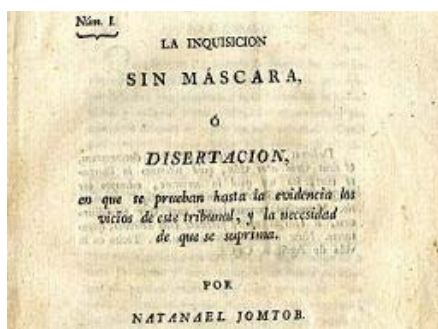 Núm. I.
LA INQUISICION
SIN MÁSCARA,
Ó
DISERTACION,
en que se prueban hasta la evidencia los
vicios de este tribunal, y la necesidad
de que se suprima.
POR
NATANAEL JOMTOB.